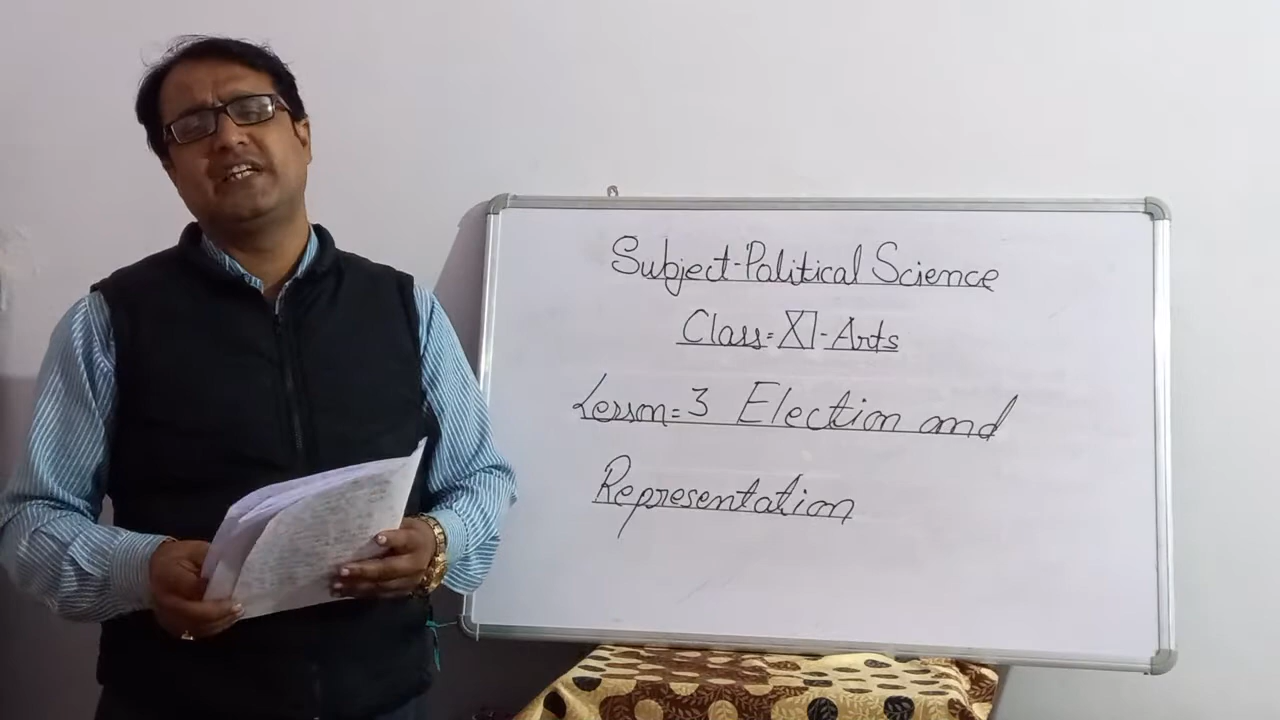 Subject-Political Science
Class-XI-Arts
Lesson=3 Election and
Representation